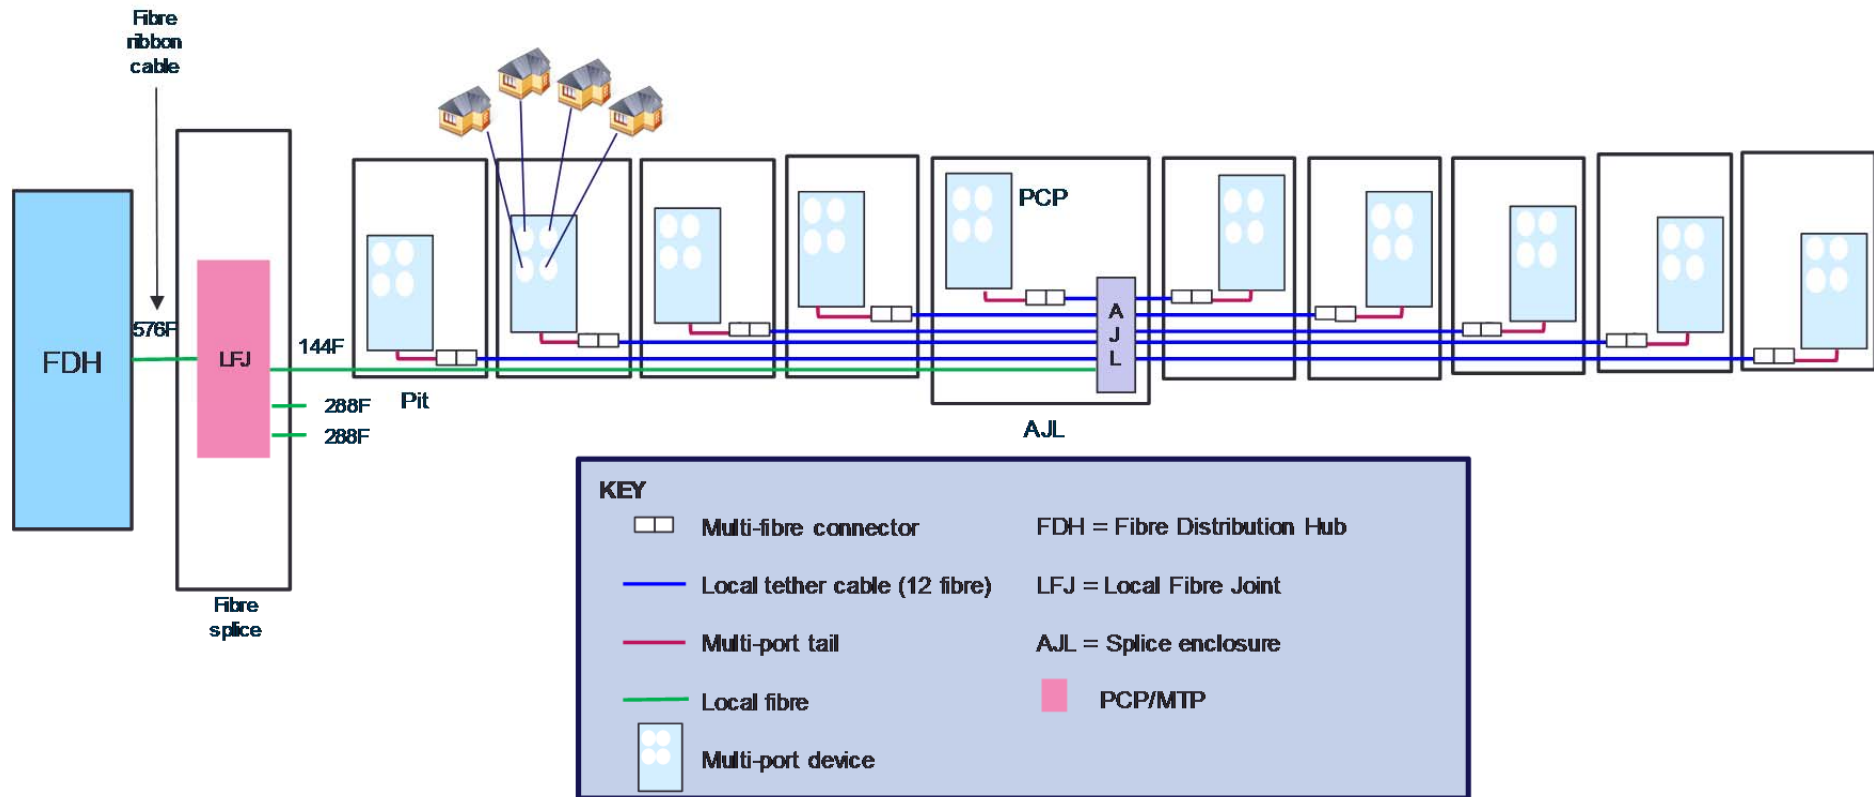 Fibre
ribbon
cable
576F
FDH
LFJ
144F
288F
288F
Fibre
splice
Pit
PCP
A
J
L
AJL
KEY
Multi-fibre connector
FDH = Fibre Distribution Hub
Local tether cable (12 fibre)
LFJ = Local Fibre Joint
Multi-port tail
AJL = Splice enclosure
Local fibre
PCP/MTP
Multi-port device